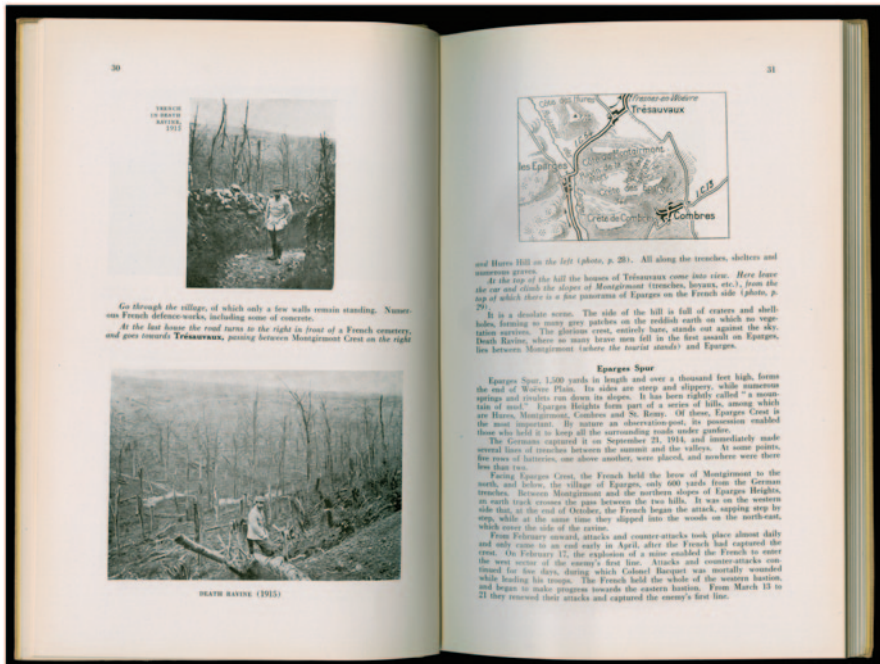 30
TRENCH
IN DEATH
RAVINE,
1915
Go through the village, of which only a few walls remain standing. Numer-
ous French defence-works, including some of concrete.
At the last house the road turns to the right in front of a French cemetery,
and goes towards Trésauvaux, passing between Montgirmont Crest on the right
DEATH RAVINE (1915)
31
Côte des Hures
Fresnes-en-Woëvre
Trésauvaux
les Eparges
Crête des Eparges
I.C.13
Crête de Combres
Combres
and Hures Hill on the left (photo, p. 28). All along the trenches, shelters and
numerous graves.
At the top of the hill the houses of Trésauvaux come into view. Here leave
the car and climb the slopes of Montgirmont (trenches, boyaux, etc.), from the
top of which there is a fine panorama of Eparges on the French side (photo, p.
29).
It is a desolate scene. The side of the hill is full of craters and shell-
holes, forming so many grey patches on the reddish earth on which no vege-
tation survives. The glorious crest, entirely bare, stands out against the sky.
Death Ravine, where so many brave men fell in the first assault on Eparges,
lies between Montgirmont (where the tourist stands) and Eparges.
Eparges Spur
Eparges Spur, 1,500 yards in length and over a thousand feet high, forms
the end of Woëvre Plain. Its sides are steep and slippery, while numerous
springs and rivulets run down its slopes. It has been rightly called "a moun-
tain of mud." Eparges Heights form part of a series of hills, among which
are Hures, Montgirmont, Combres and St. Remy. Of these, Eparges Crest is
the most important. By nature an observation-post, its possession enabled
those who held it to keep all the surrounding roads under gunfire.
The Germans captured it on September 21, 1914, and immediately made
several lines of trenches between the summit and the valleys. At some points,
five rows of batteries, one above another, were placed, and nowhere were there
less than two.
Facing Eparges Crest, the French held the brow of Montgirmont to the
north, and below, the village of Eparges, only 600 yards from the German
trenches. Between Montgirmont and the northern slopes of Eparges Heights,
an earth track crosses the pass between the two hills. It was on the western
side that, at the end of October, the French began the attack, sapping step by
step, while at the same time they slipped into the woods on the north-east,
which cover the side of the ravine.
From February onward, attacks and counter-attacks took place almost daily
and only came to an end early in April, after the French had captured the
crest. On February 17, the explosion of a mine enabled the French to enter
the west sector of the enemy's first line. Attacks and counter-attacks con-
tinued for five days, during which Colonel Bacquet was mortally wounded
while leading his troops. The French held the whole of the western bastion,
and began to make progress towards the eastern bastion. From March 15 to
21 they renewed their attacks and captured the enemy's first line.